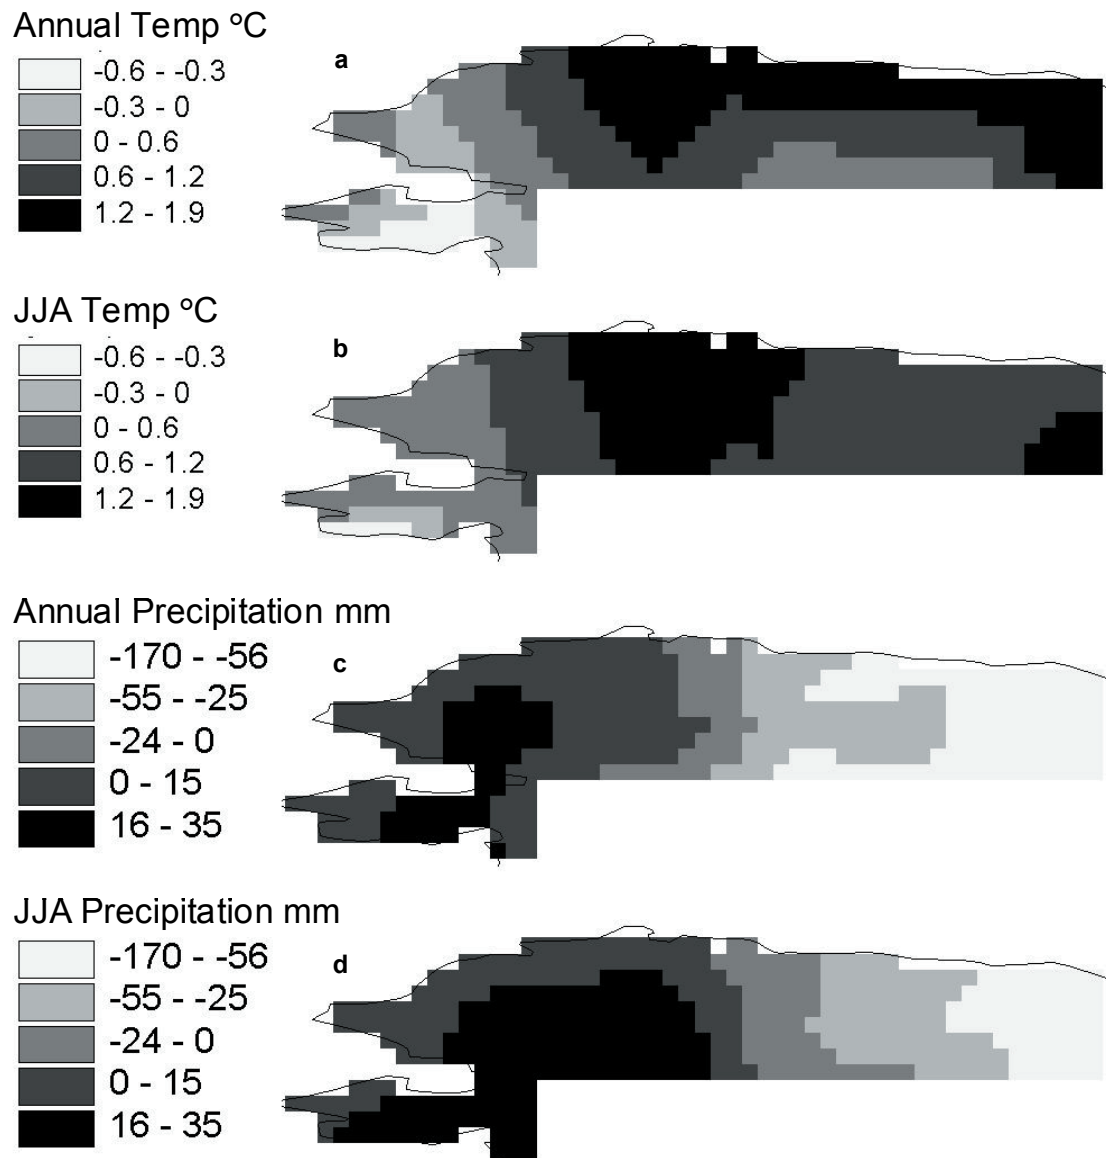 Annual Temp °C
a
-0.6 - -0.3
-0.3 - 0
0 - 0.6
0.6 - 1.2
1.2 - 1.9
JJA Temp °C
b
-0.6 - -0.3
-0.3 - 0
0 - 0.6
0.6 - 1.2
1.2 - 1.9
Annual Precipitation mm
c
-170 - -56
-55 - -25
-24 - 0
0 - 15
16 - 35
JJA Precipitation mm
d
-170 - -56
-55 - -25
-24 - 0
0 - 15
16 - 35